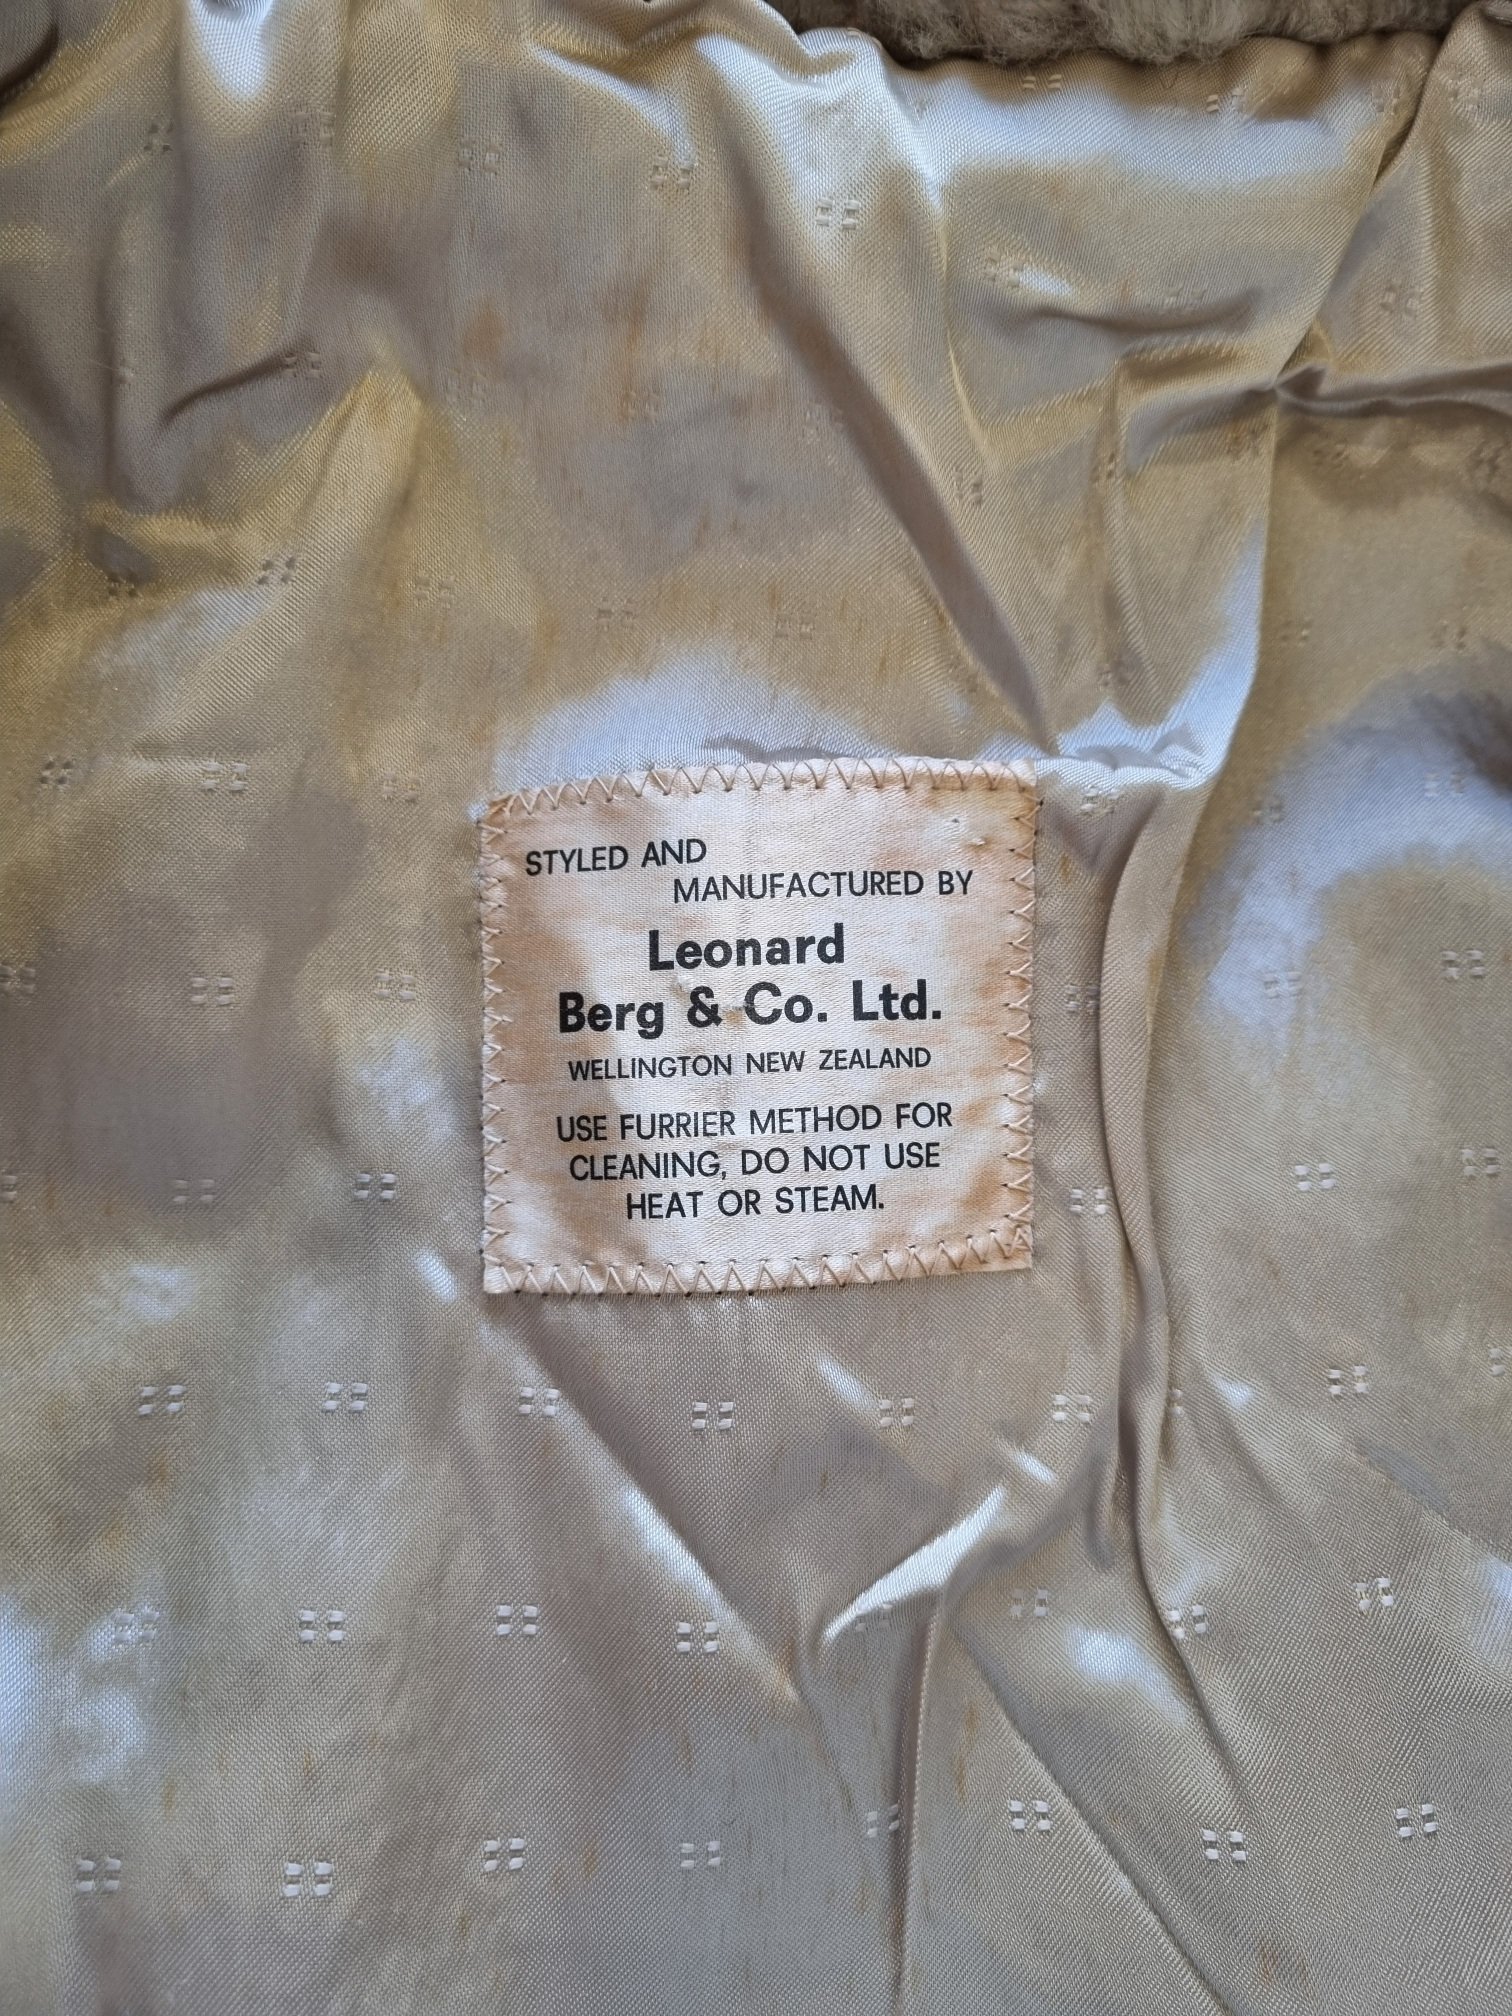 STYLED AND
MANUFACTURED BY
Leonard
Berg & Co. Ltd.
WELLINGTON NEW ZEALAND
USE FURRIER METHOD FOR
CLEANING, DO NOT USE
HEAT OR STEAM.